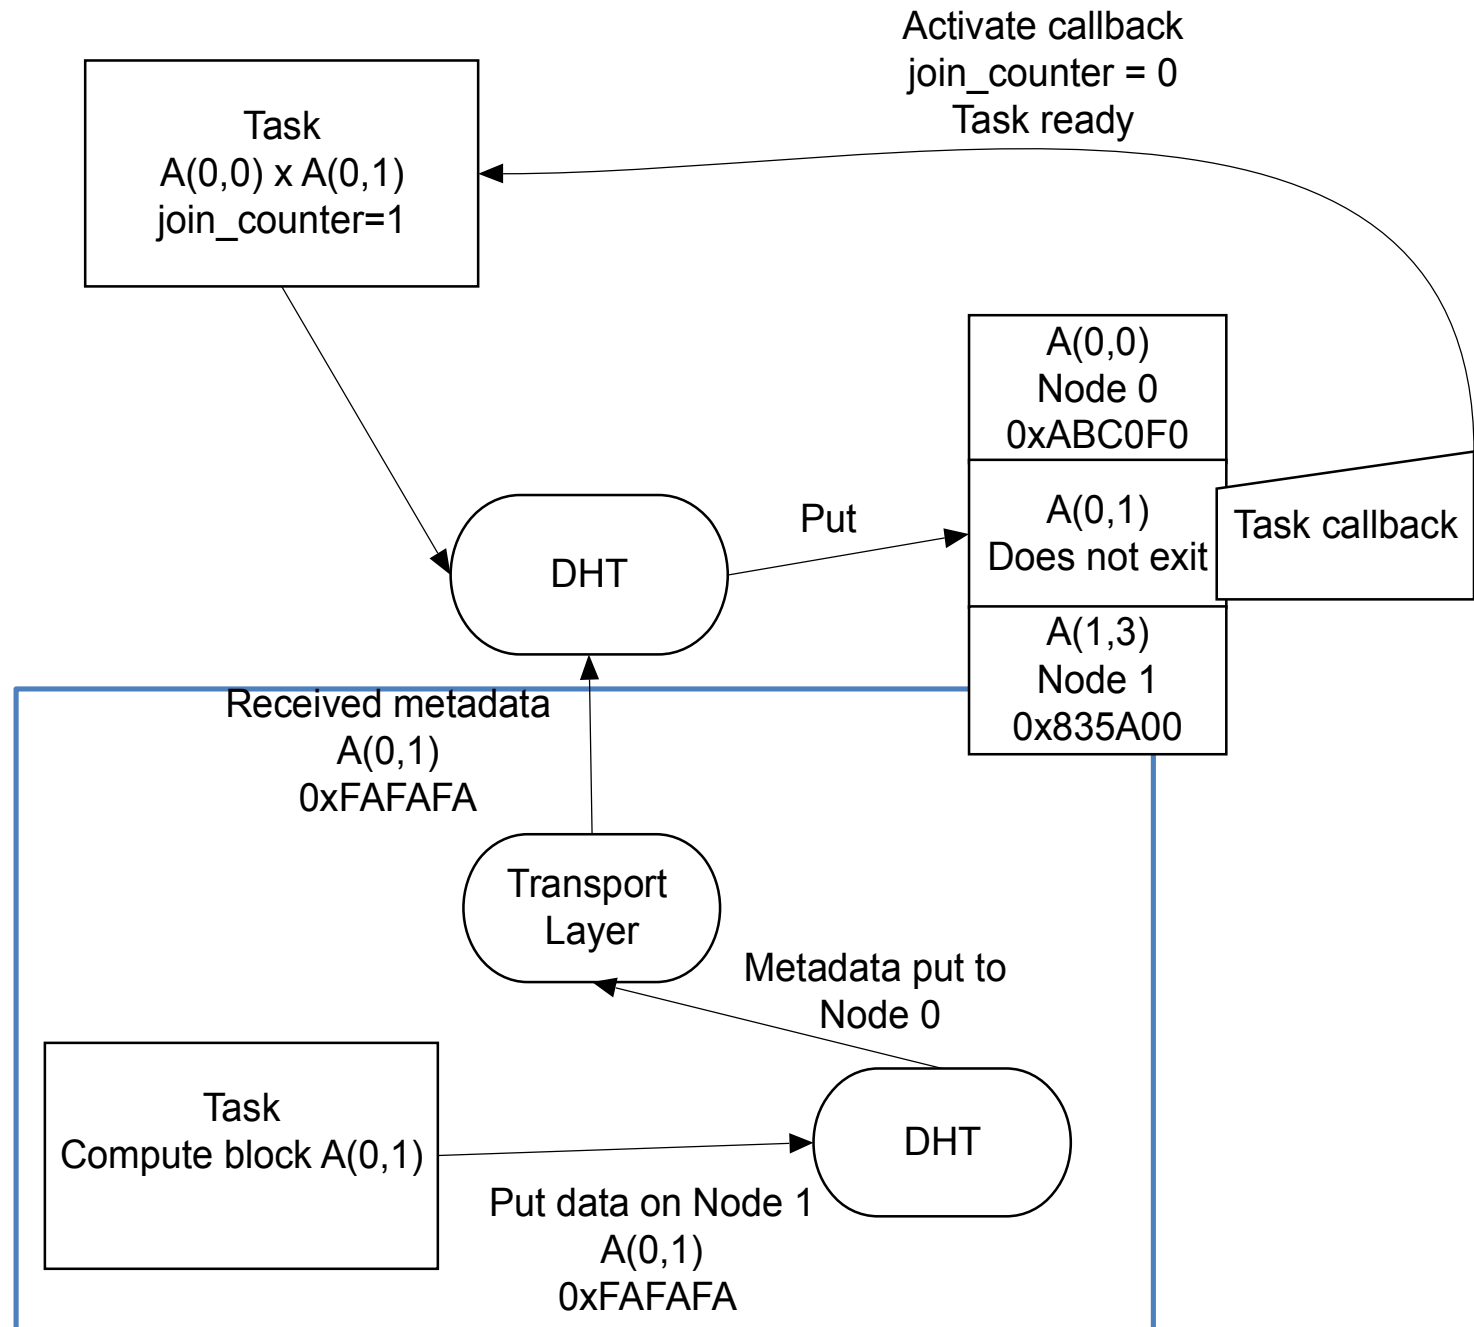 Activate callback
join_counter = 0
Task ready
Task
A(0,0) x A(0,1)
join_counter=1
A(0,0)
Node 0
0xABC0F0
A(0,1)
Does not exit
Task callback
Put
DHT
A(1,3)
Node 1
0x835A00
Received metadata
A(0,1)
0xFAFAFA
Transport
Layer
Metadata put to
Node 0
Task
Compute block A(0,1)
DHT
Put data on Node 1
A(0,1)
0xFAFAFA